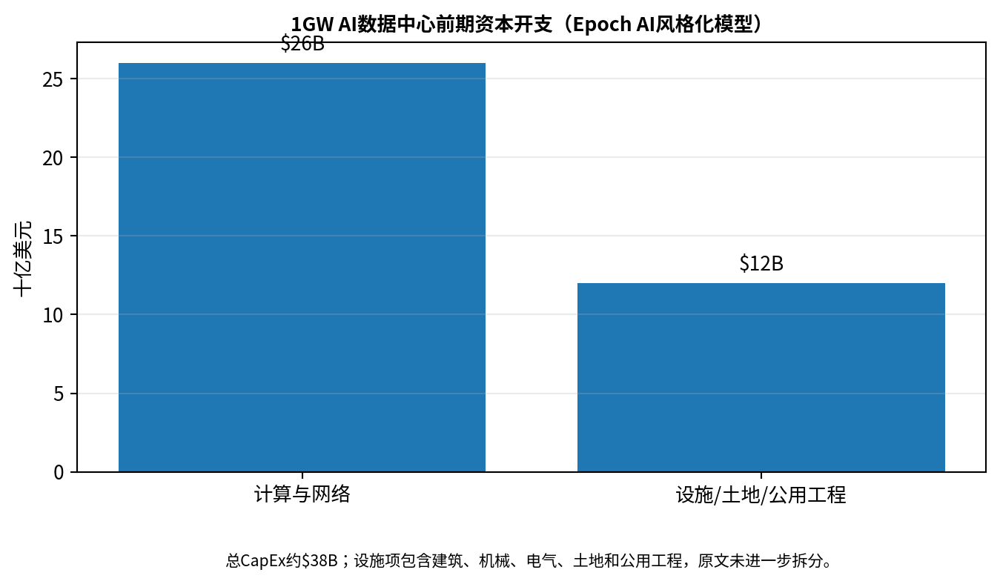 1GW AI数据中心前期资本开支（Epoch AI风格化模型）
$26B
25
20
15
$12B
10
5
0
十亿美元
计算与网络
设施/土地/公用工程
总CapEx约$38B；设施项包含建筑、机械、电气、土地和公用工程，原文未进一步拆分。